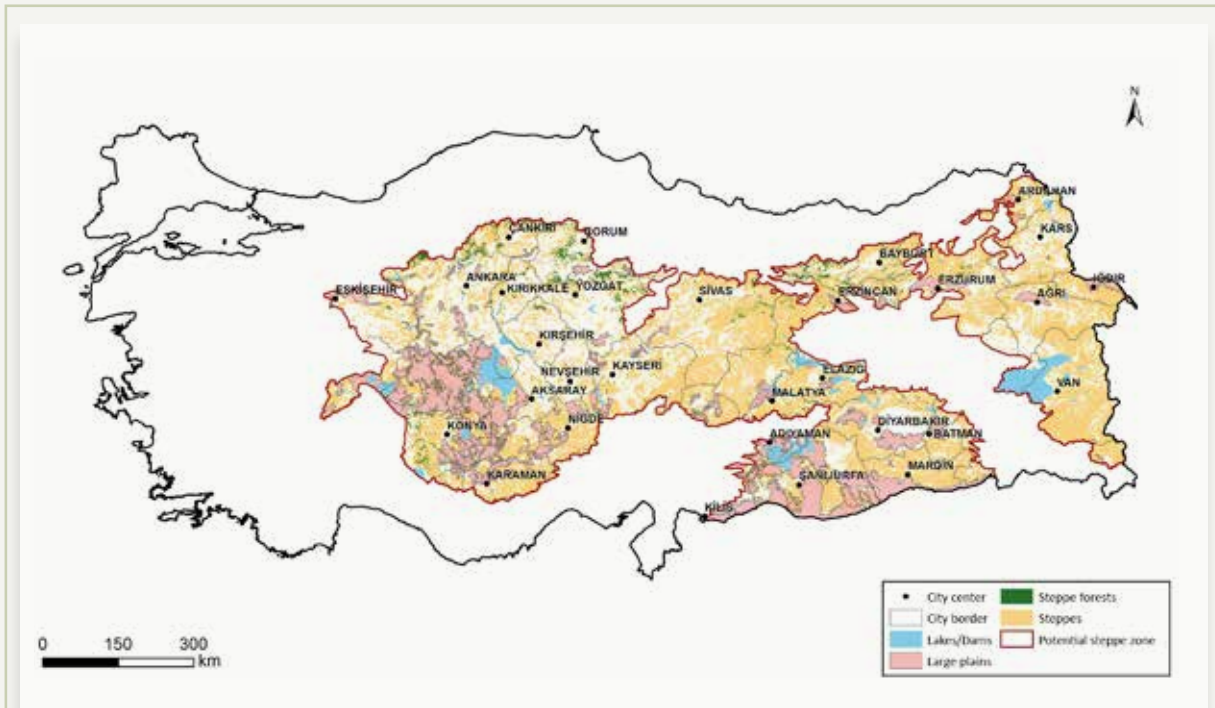 N
ARDAHAN
KARS
ÇANKIRI
ÇORUM
BAYBURT
ANKARA
KIRIKKALE
YOZGAT
SİVAS
ERZİNCAN
ERZURUM
IĞDIR
AĞRI
ESKİŞEHİR
KIRŞEHİR
NEVŞEHİR
KAYSERİ
ELAZIĞ
VAN
AKSARAY
MALATYA
KONYA
NİĞDE
DİYARBAKIR
BATMAN
ADIYAMAN
KARAMAN
ŞANLIURFA
MARDİN
KİLİS
City center
Steppe forests
City border
Steppes
Lakes/Dams
Potential steppe zone
Large plains
0 150 300
km